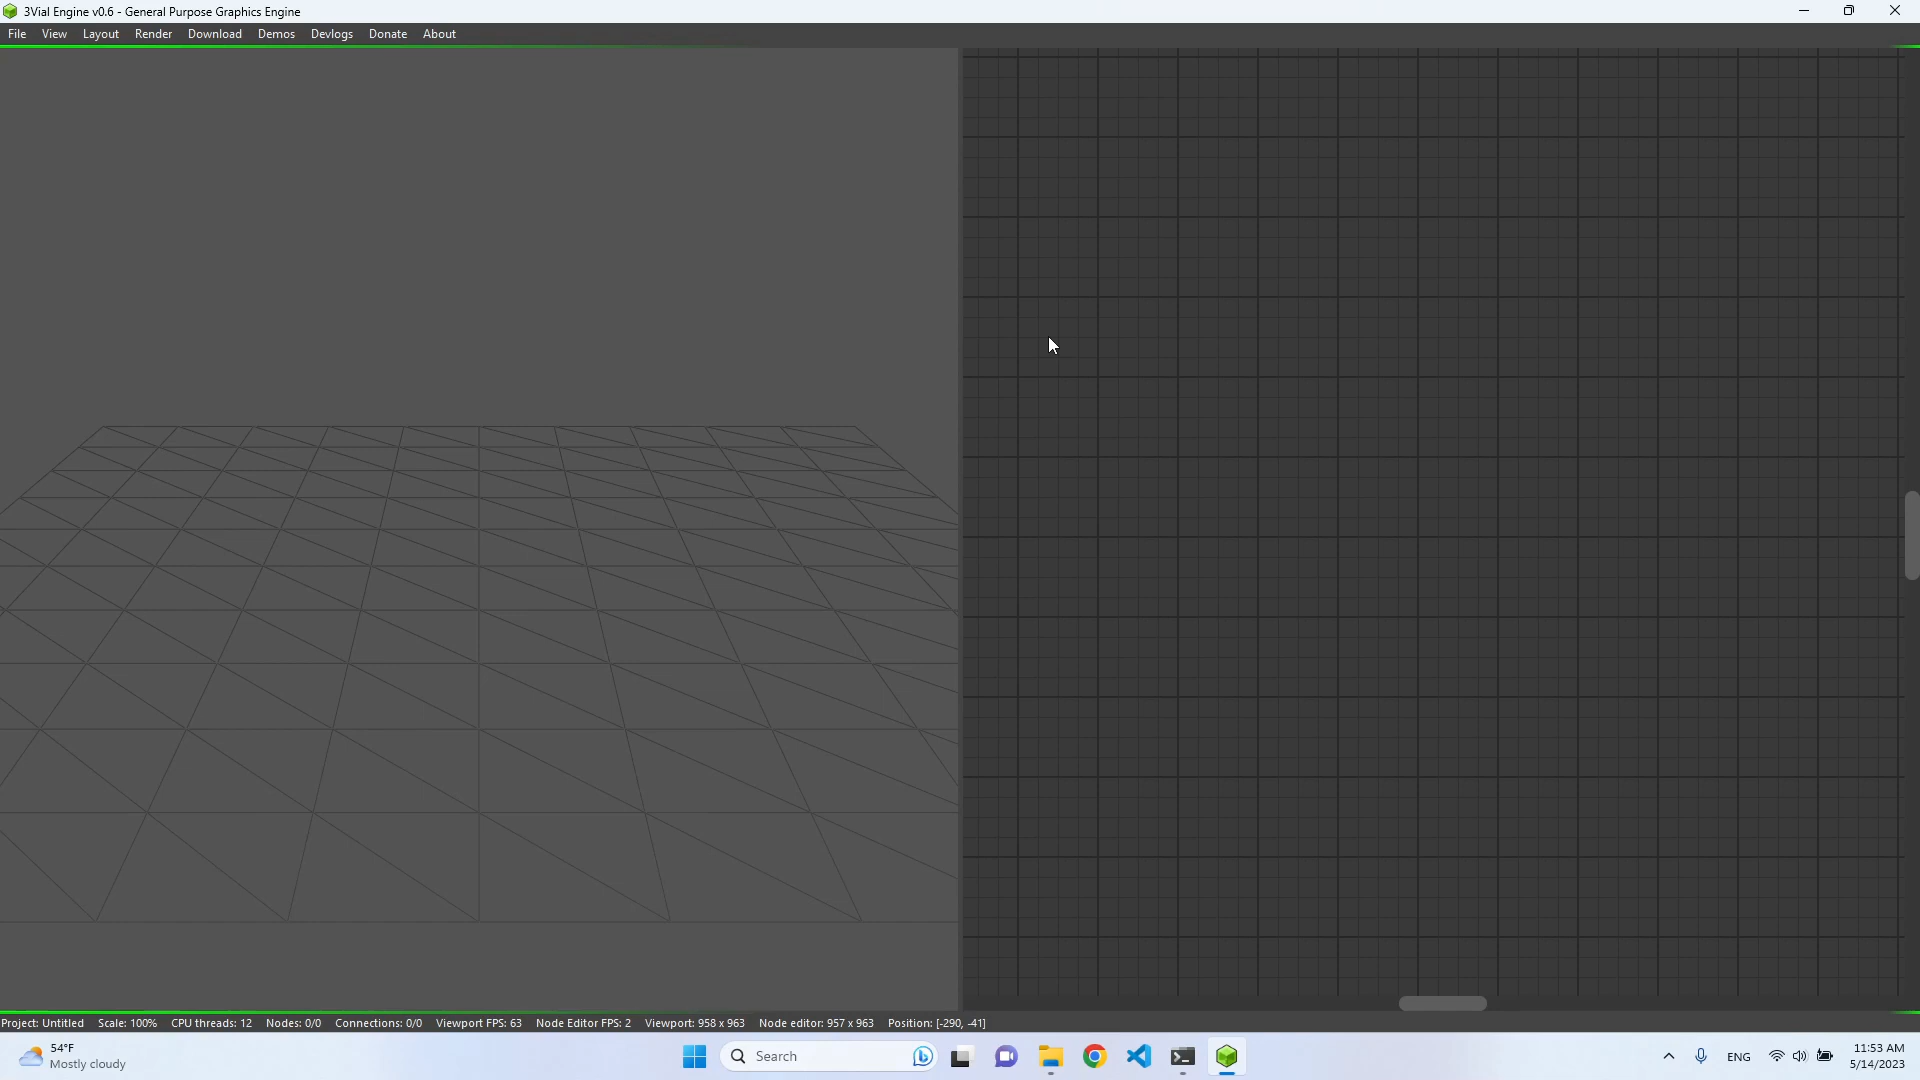 3Vial Engine v0.6 - General Purpose Graphics Engine
File View Layout Render Download Demos Devlogs Donate About
Project: Untitled Scale: 100% CPU threads: 12 Nodes: 0/0 Connections: 0/0 Viewport FPS: 63 Node Editor FPS: 2 Viewport: 958 x 963 Node editor: 957 x 963 Position: [-290, -41]
54°F
Mostly cloudy
Search
ENG
11:53 AM
5/14/2023